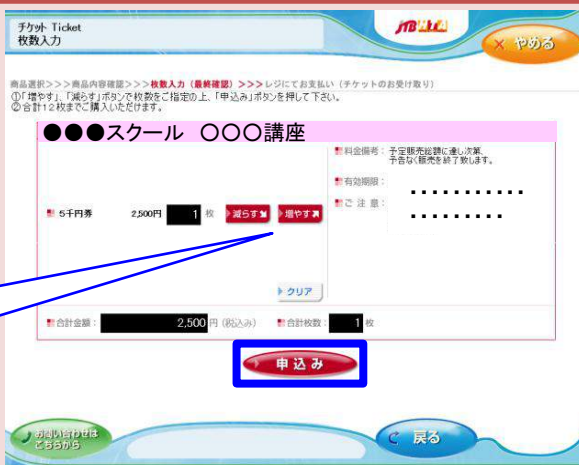 チケット Ticket
枚数入力
JTB
× やめる
商品選択>>>商品内容確認>>>枚数入力（最終確認）>>>レジにてお支払い（チケットのお受け取り）
①「増やす」、「減らす」ボタンで枚数をご指定の上、「申込み」ボタンを押して下さい。
②合計12枚までご購入いただけます。
●●●スクール 〇〇〇講座
料金備考： 予定販売総額に達し次第、
予告なく販売を終了致します。
有効期限： ...........
ご注意： .........
5千円券 2,500円 1 枚 減らす 増やす
クリア
合計金額： 2,500 円（税込み） 合計枚数： 1 枚
申込み
お問い合わせは
こちらから
戻る